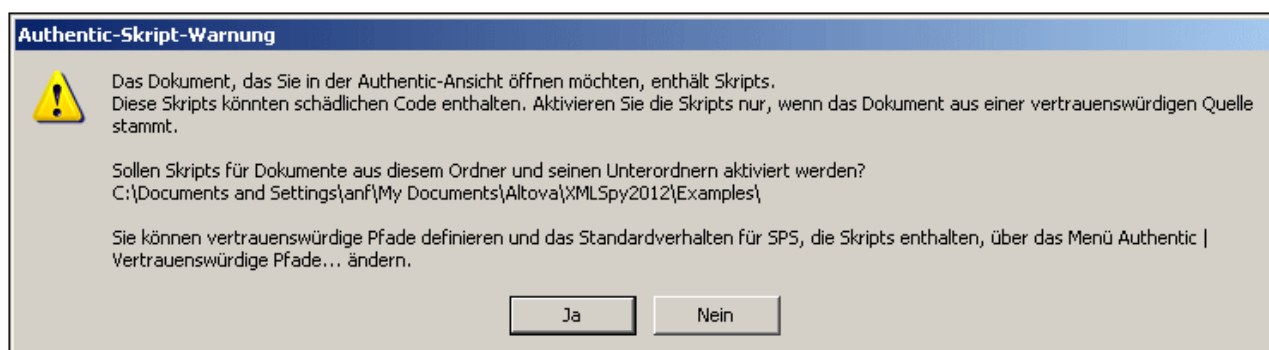 Authentic-Skript-Warnung
Das Dokument, das Sie in der Authentic-Ansicht öffnen möchten, enthält Skripts.
Diese Skripts könnten schädlichen Code enthalten. Aktivieren Sie die Skripts nur, wenn das Dokument aus einer vertrauenswürdigen Quelle
stammt.
Sollen Skripts für Dokumente aus diesem Ordner und seinen Unterordnern aktiviert werden?
C:\Documents and Settings\anf\My Documents\Altova\XMLSpy2012\Examples\
Sie können vertrauenswürdige Pfade definieren und das Standardverhalten für SPS, die Skripts enthalten, über das Menü Authentic |
Vertrauenswürdige Pfade... ändern.
Ja
Nein